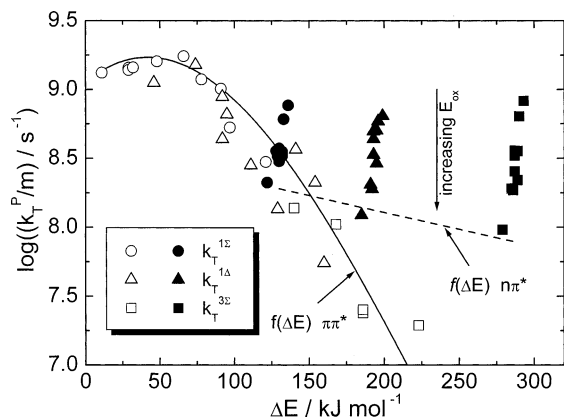 log((k_T^P/m) / s⁻¹)
9.5
9.0
8.5
8.0
7.5
7.0
increasing E_ox
k_T^1Σ
k_T^1Δ
k_T^3Σ
f(ΔE) ππ*
f(ΔE) nπ*
0 50 100 150 200 250 300
ΔE / kJ mol⁻¹